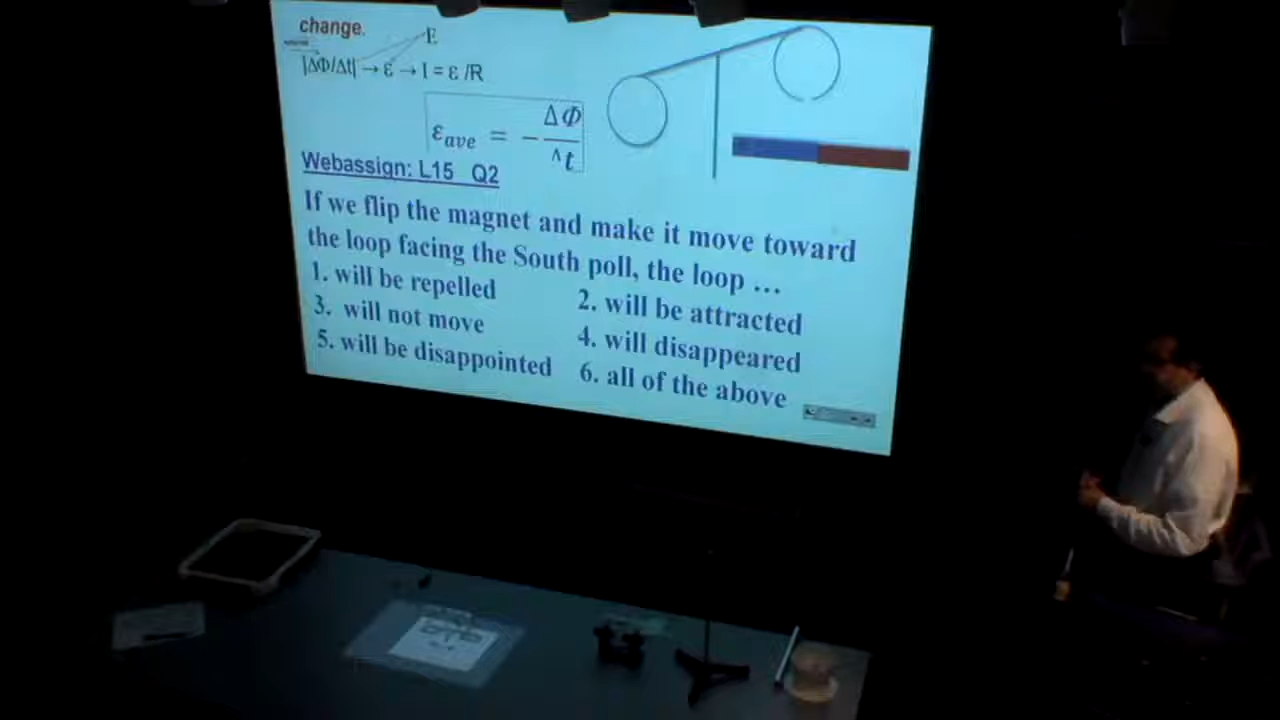 change.
E
|ΔΦ/Δt| → ε → I = ε /R
ε_ave = − ΔΦ / Δt
Webassign: L15 Q2
If we flip the magnet and make it move toward
the loop facing the South poll, the loop …
1. will be repelled
2. will be attracted
3. will not move
4. will disappeared
5. will be disappointed
6. all of the above